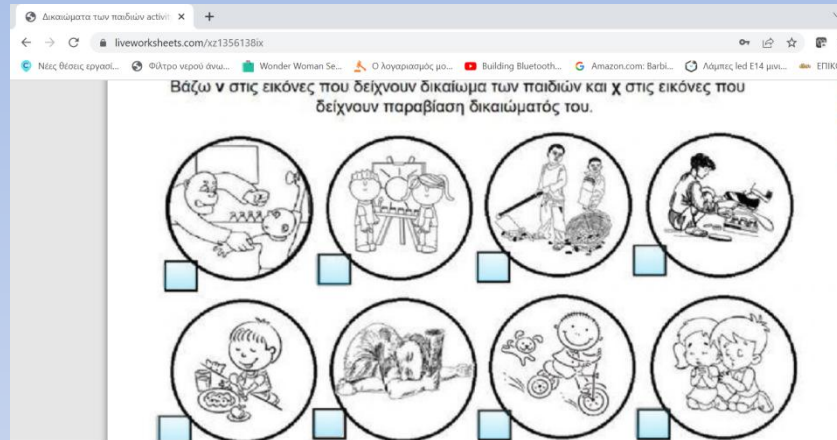 Δικαιώματα των παιδιών activit
liveworksheets.com/xz1356138ix
Νέες θέσεις εργασί... Φίλτρο νερού άνω... Wonder Woman Se... Ο λογαριασμός μο... Building Bluetooth... Amazon.com: Barbi... Λάμπες led E14 μινι... ΕΠΙΚ
Βάζω v στις εικόνες που δείχνουν δικαίωμα των παιδιών και χ στις εικόνες που
δείχνουν παραβίαση δικαιώματός του.